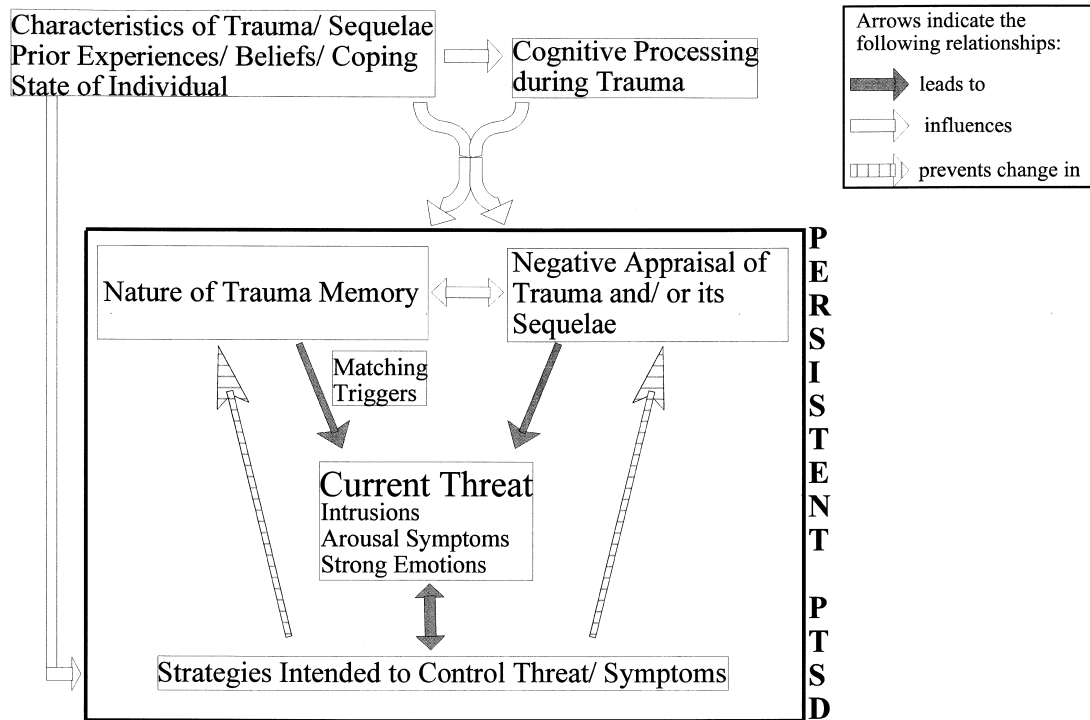 Characteristics of Trauma/ Sequelae
Prior Experiences/ Beliefs/ Coping
State of Individual
Cognitive Processing
during Trauma
Arrows indicate the
following relationships:
leads to
influences
prevents change in
Nature of Trauma Memory
Negative Appraisal of
Trauma and/ or its
Sequelae
Matching
Triggers
Current Threat
Intrusions
Arousal Symptoms
Strong Emotions
Strategies Intended to Control Threat/ Symptoms
PERSISTENT PTSD